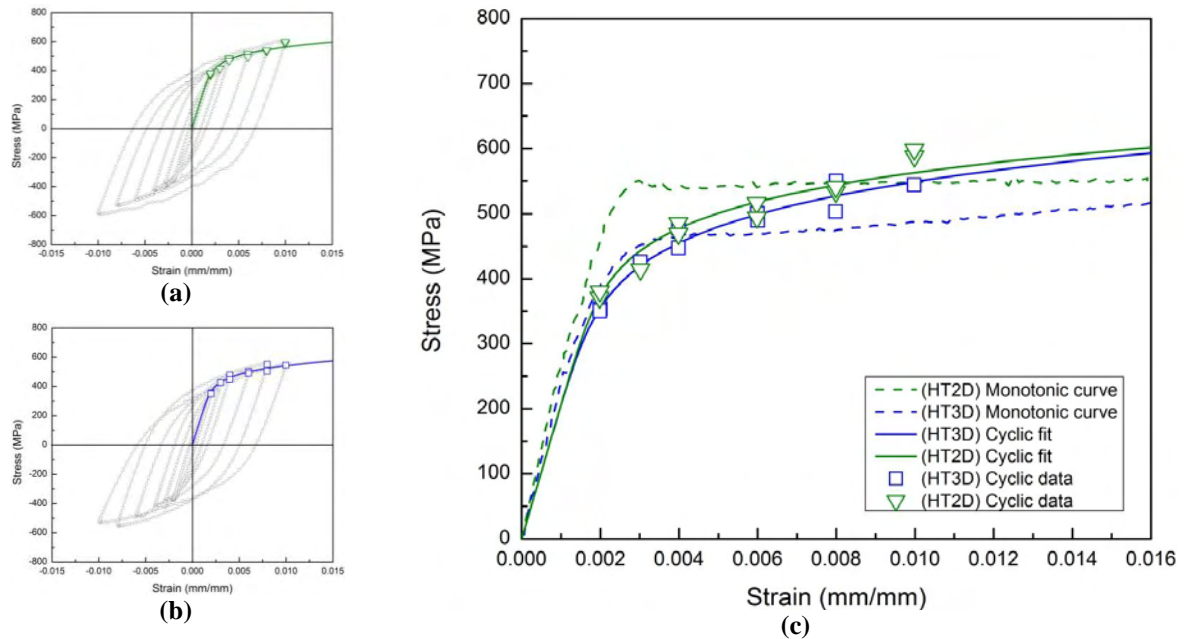 800
600
400
200
0
-200
-400
-600
-800
Stress (MPa)
-0.015 -0.010 -0.005 0.000 0.005 0.010 0.015
Strain (mm/mm)
(a)
800
600
400
200
0
-200
-400
-600
-800
Stress (MPa)
-0.015 -0.010 -0.005 0.000 0.005 0.010 0.015
Strain (mm/mm)
(b)
800
700
600
500
400
300
200
100
0
Stress (MPa)
(HT2D) Monotonic curve
(HT3D) Monotonic curve
(HT3D) Cyclic fit
(HT2D) Cyclic fit
(HT3D) Cyclic data
(HT2D) Cyclic data
0.000 0.002 0.004 0.006 0.008 0.010 0.012 0.014 0.016
Strain (mm/mm)
(c)